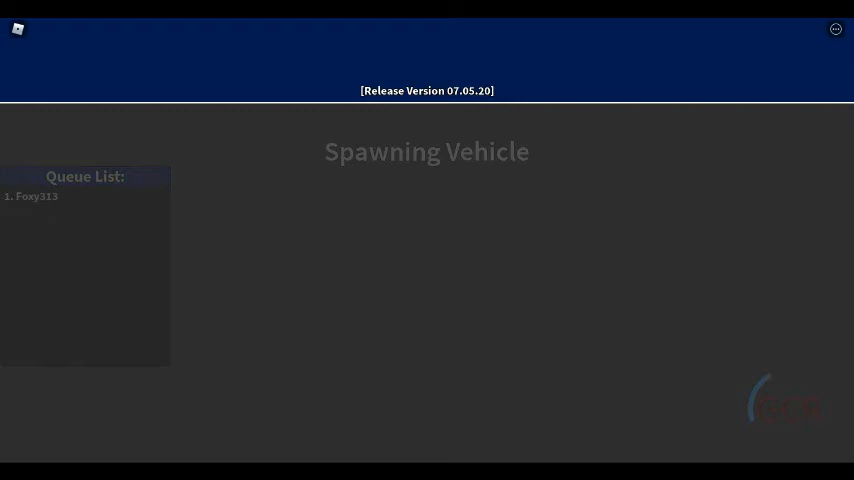 [Release Version 07.05.20]
Spawning Vehicle
Queue List:
1. Foxy313